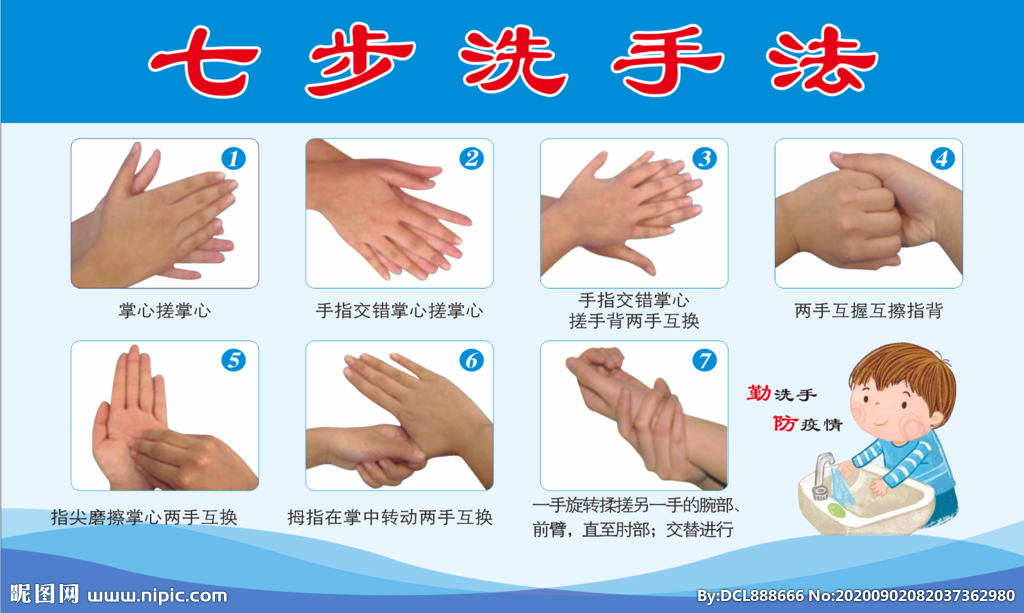 七步洗手法
1
2
3
4
掌心搓掌心
手指交错掌心搓掌心
手指交错掌心
搓手背两手互换
两手互握互擦指背
5
6
7
勤洗手
防疫情
指尖磨擦掌心两手互换
拇指在掌中转动两手互换
一手旋转揉搓另一手的腕部、
前臂，直至肘部；交替进行
昵图网 www.nipic.com
By:DCL888666 No:20200902082037362980